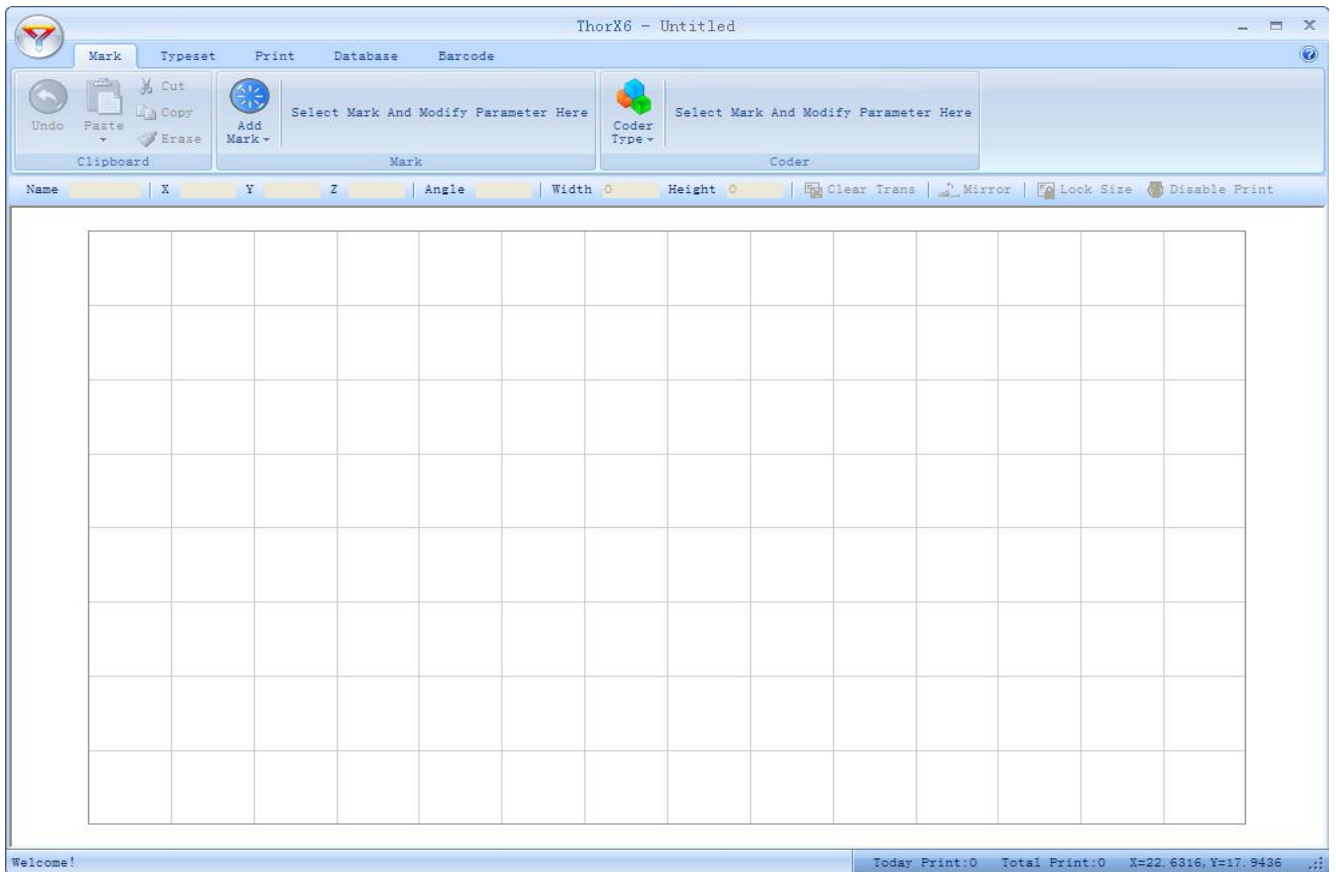 ThorX6 - Untitled
Mark Typeset Print Database Barcode
Undo
Paste
Cut
Copy
Erase
Clipboard
Add
Mark
Select Mark And Modify Parameter Here
Mark
Coder
Type
Select Mark And Modify Parameter Here
Coder
Name X Y Z Angle Width 0 Height 0 Clear Trans Mirror Lock Size Disable Print
Welcome! Today Print:0 Total Print:0 X=22.6316,Y=17.9436